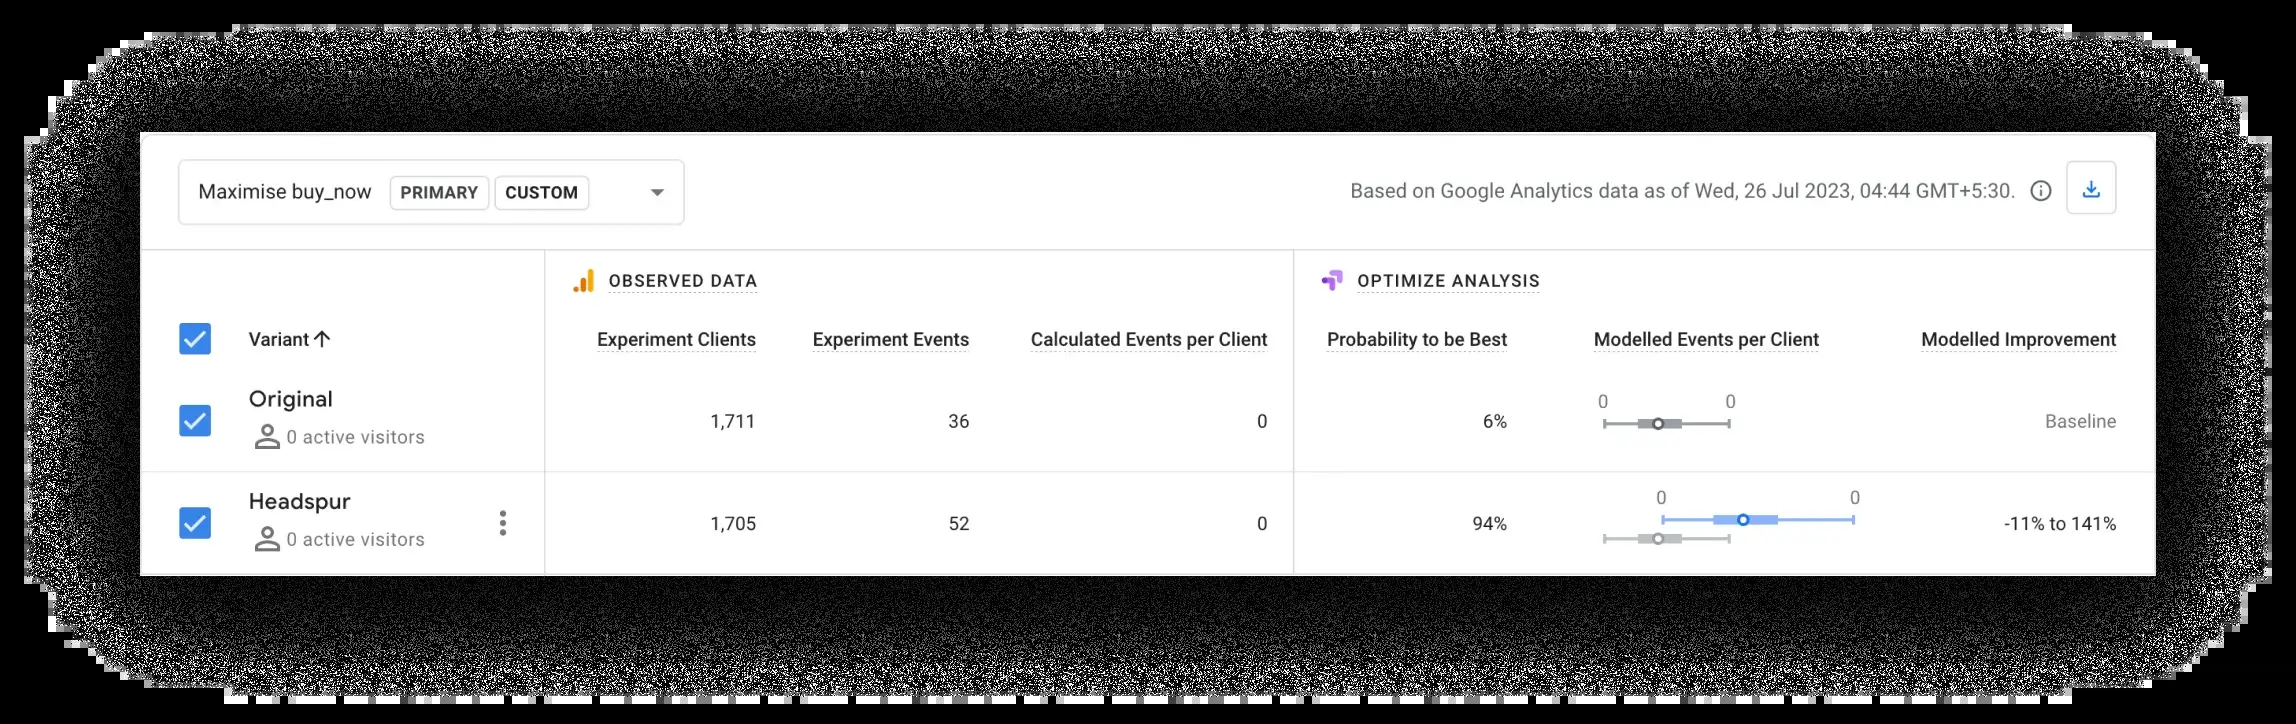 Maximise buy_now PRIMARY CUSTOM
Based on Google Analytics data as of Wed, 26 Jul 2023, 04:44 GMT+5:30.
OBSERVED DATA
OPTIMIZE ANALYSIS
Variant Experiment Clients Experiment Events Calculated Events per Client Probability to be Best Modelled Events per Client Modelled Improvement
Original
0 active visitors
1,711 36 0 6% 0 0 Baseline
Headspur
0 active visitors
1,705 52 0 94% 0 0 -11% to 141%